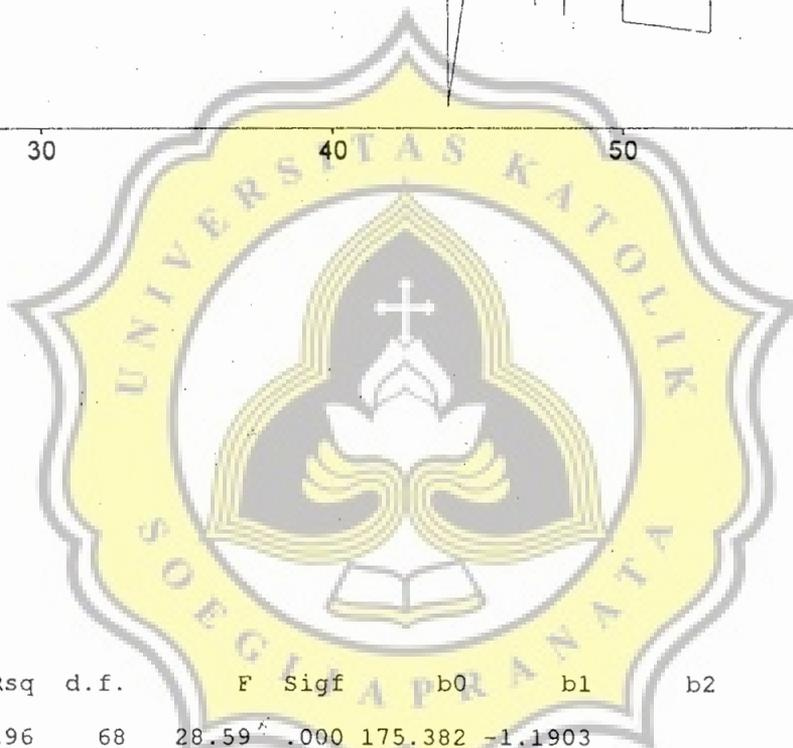 30 40 50
UNIVERSITAS KATOLIK
SOEGIJAPRANATA
Rsq d.f. F Sigf b0 b1 b2
.96 68 28.59 .000 175.382 -1.1903